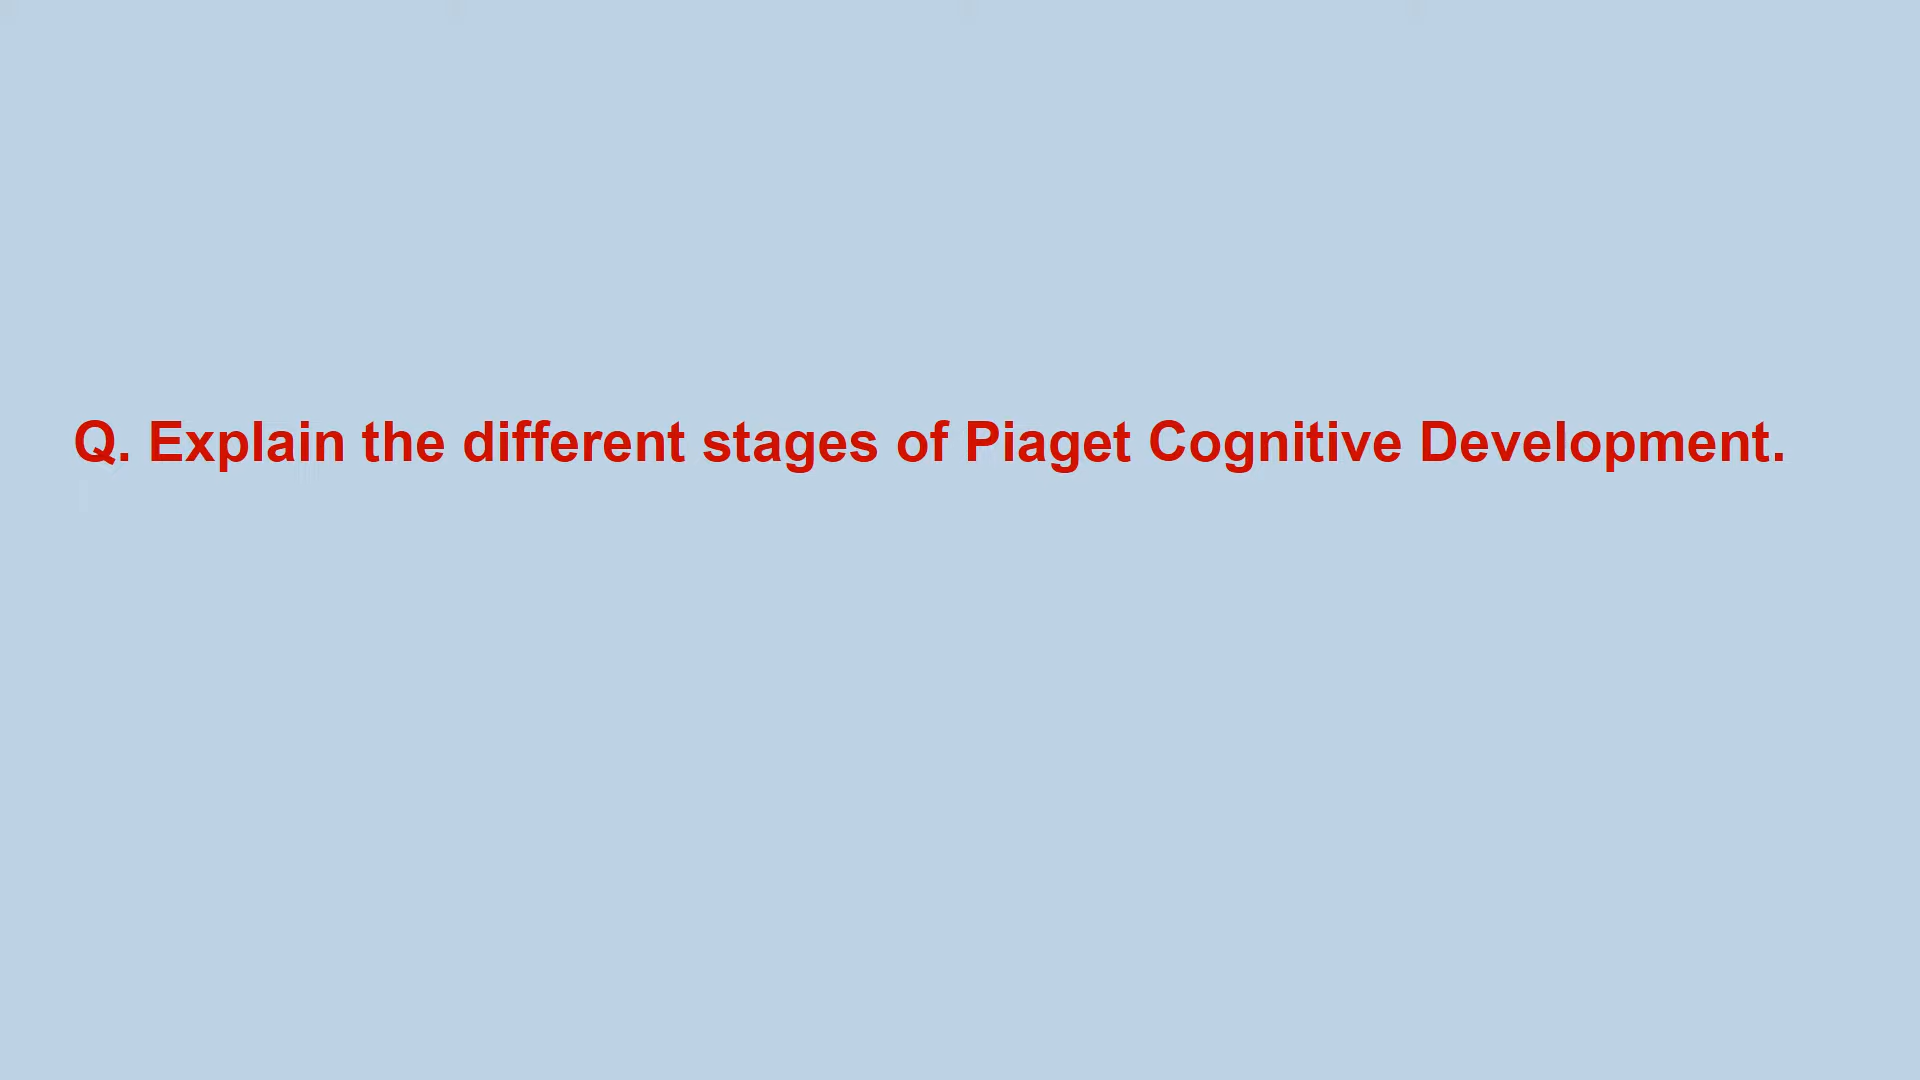 Q. Explain the different stages of Piaget Cognitive Development.